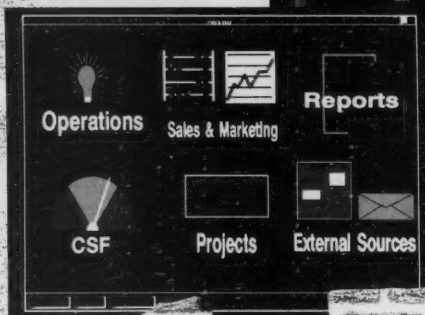 Operations
Sales & Marketing
Reports
CSF
Projects
External Sources